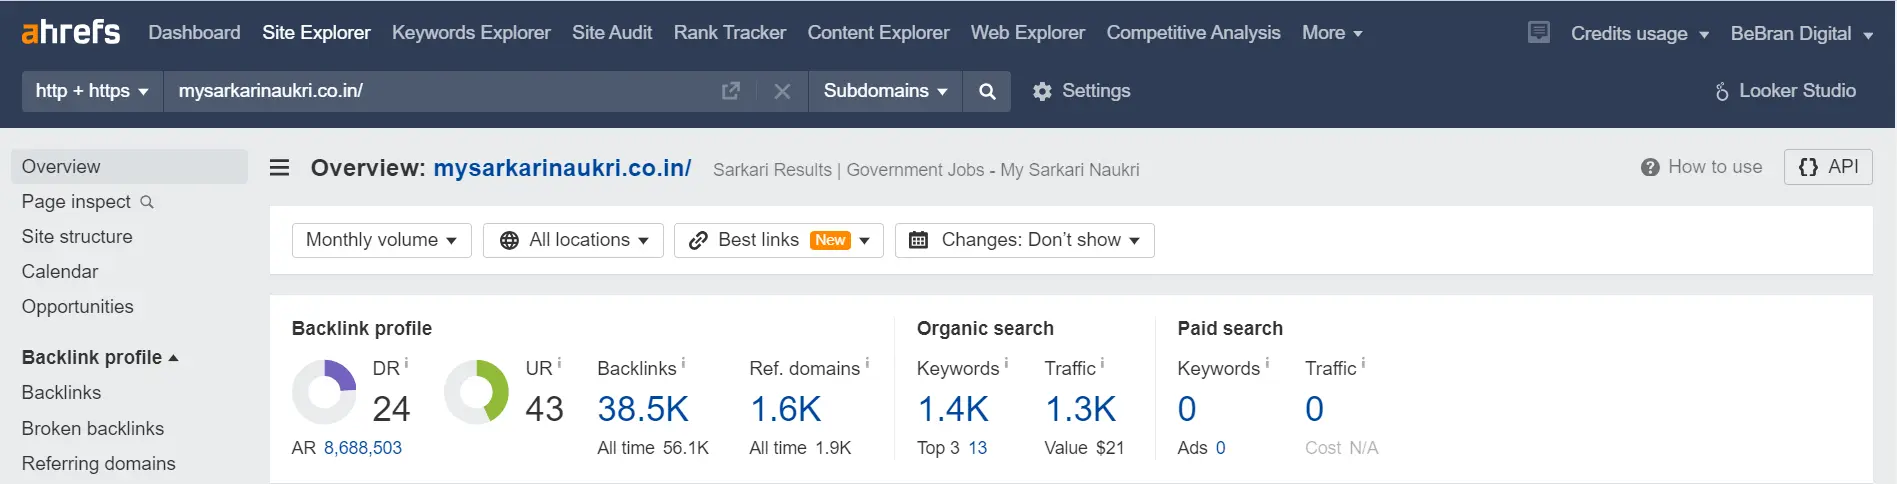 ahrefs Dashboard Site Explorer Keywords Explorer Site Audit Rank Tracker Content Explorer Web Explorer Competitive Analysis More Credits usage BeBran Digital
http + https mysarkarinaukri.co.in/ Subdomains Settings Looker Studio
Overview
Page inspect
Site structure
Calendar
Opportunities
Backlink profile
Backlinks
Broken backlinks
Referring domains
Overview: mysarkarinaukri.co.in/ Sarkari Results | Government Jobs - My Sarkari Naukri How to use {} API
Monthly volume All locations Best links New Changes: Don't show
Backlink profile
DR i UR i Backlinks i Ref. domains i
24 43 38.5K 1.6K
AR 8,688,503 All time 56.1K All time 1.9K
Organic search
Keywords i Traffic i
1.4K 1.3K
Top 3 13 Value $21
Paid search
Keywords i Traffic i
0 0
Ads 0 Cost N/A